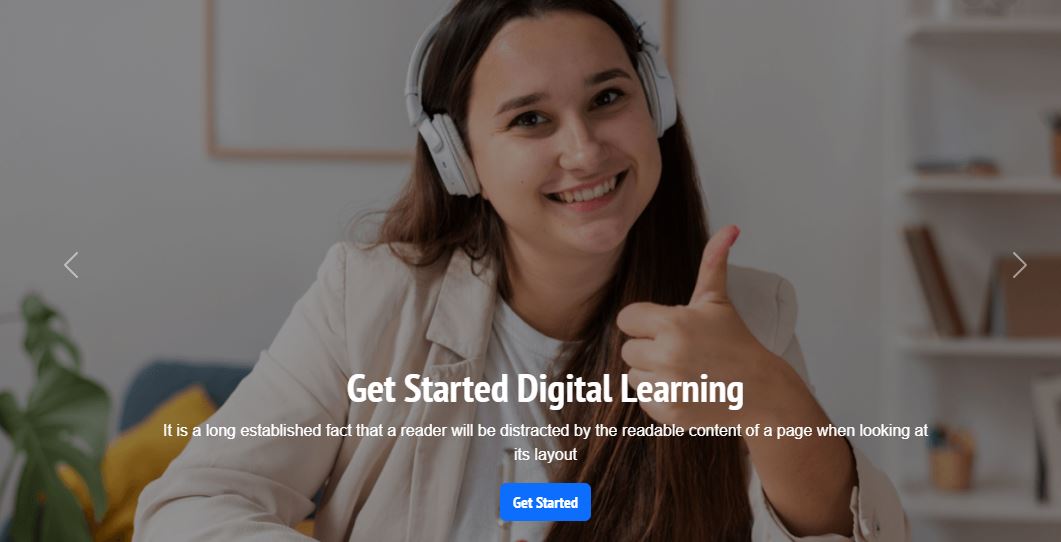 Get Started Digital Learning
It is a long established fact that a reader will be distracted by the readable content of a page when looking at
its layout
Get Started